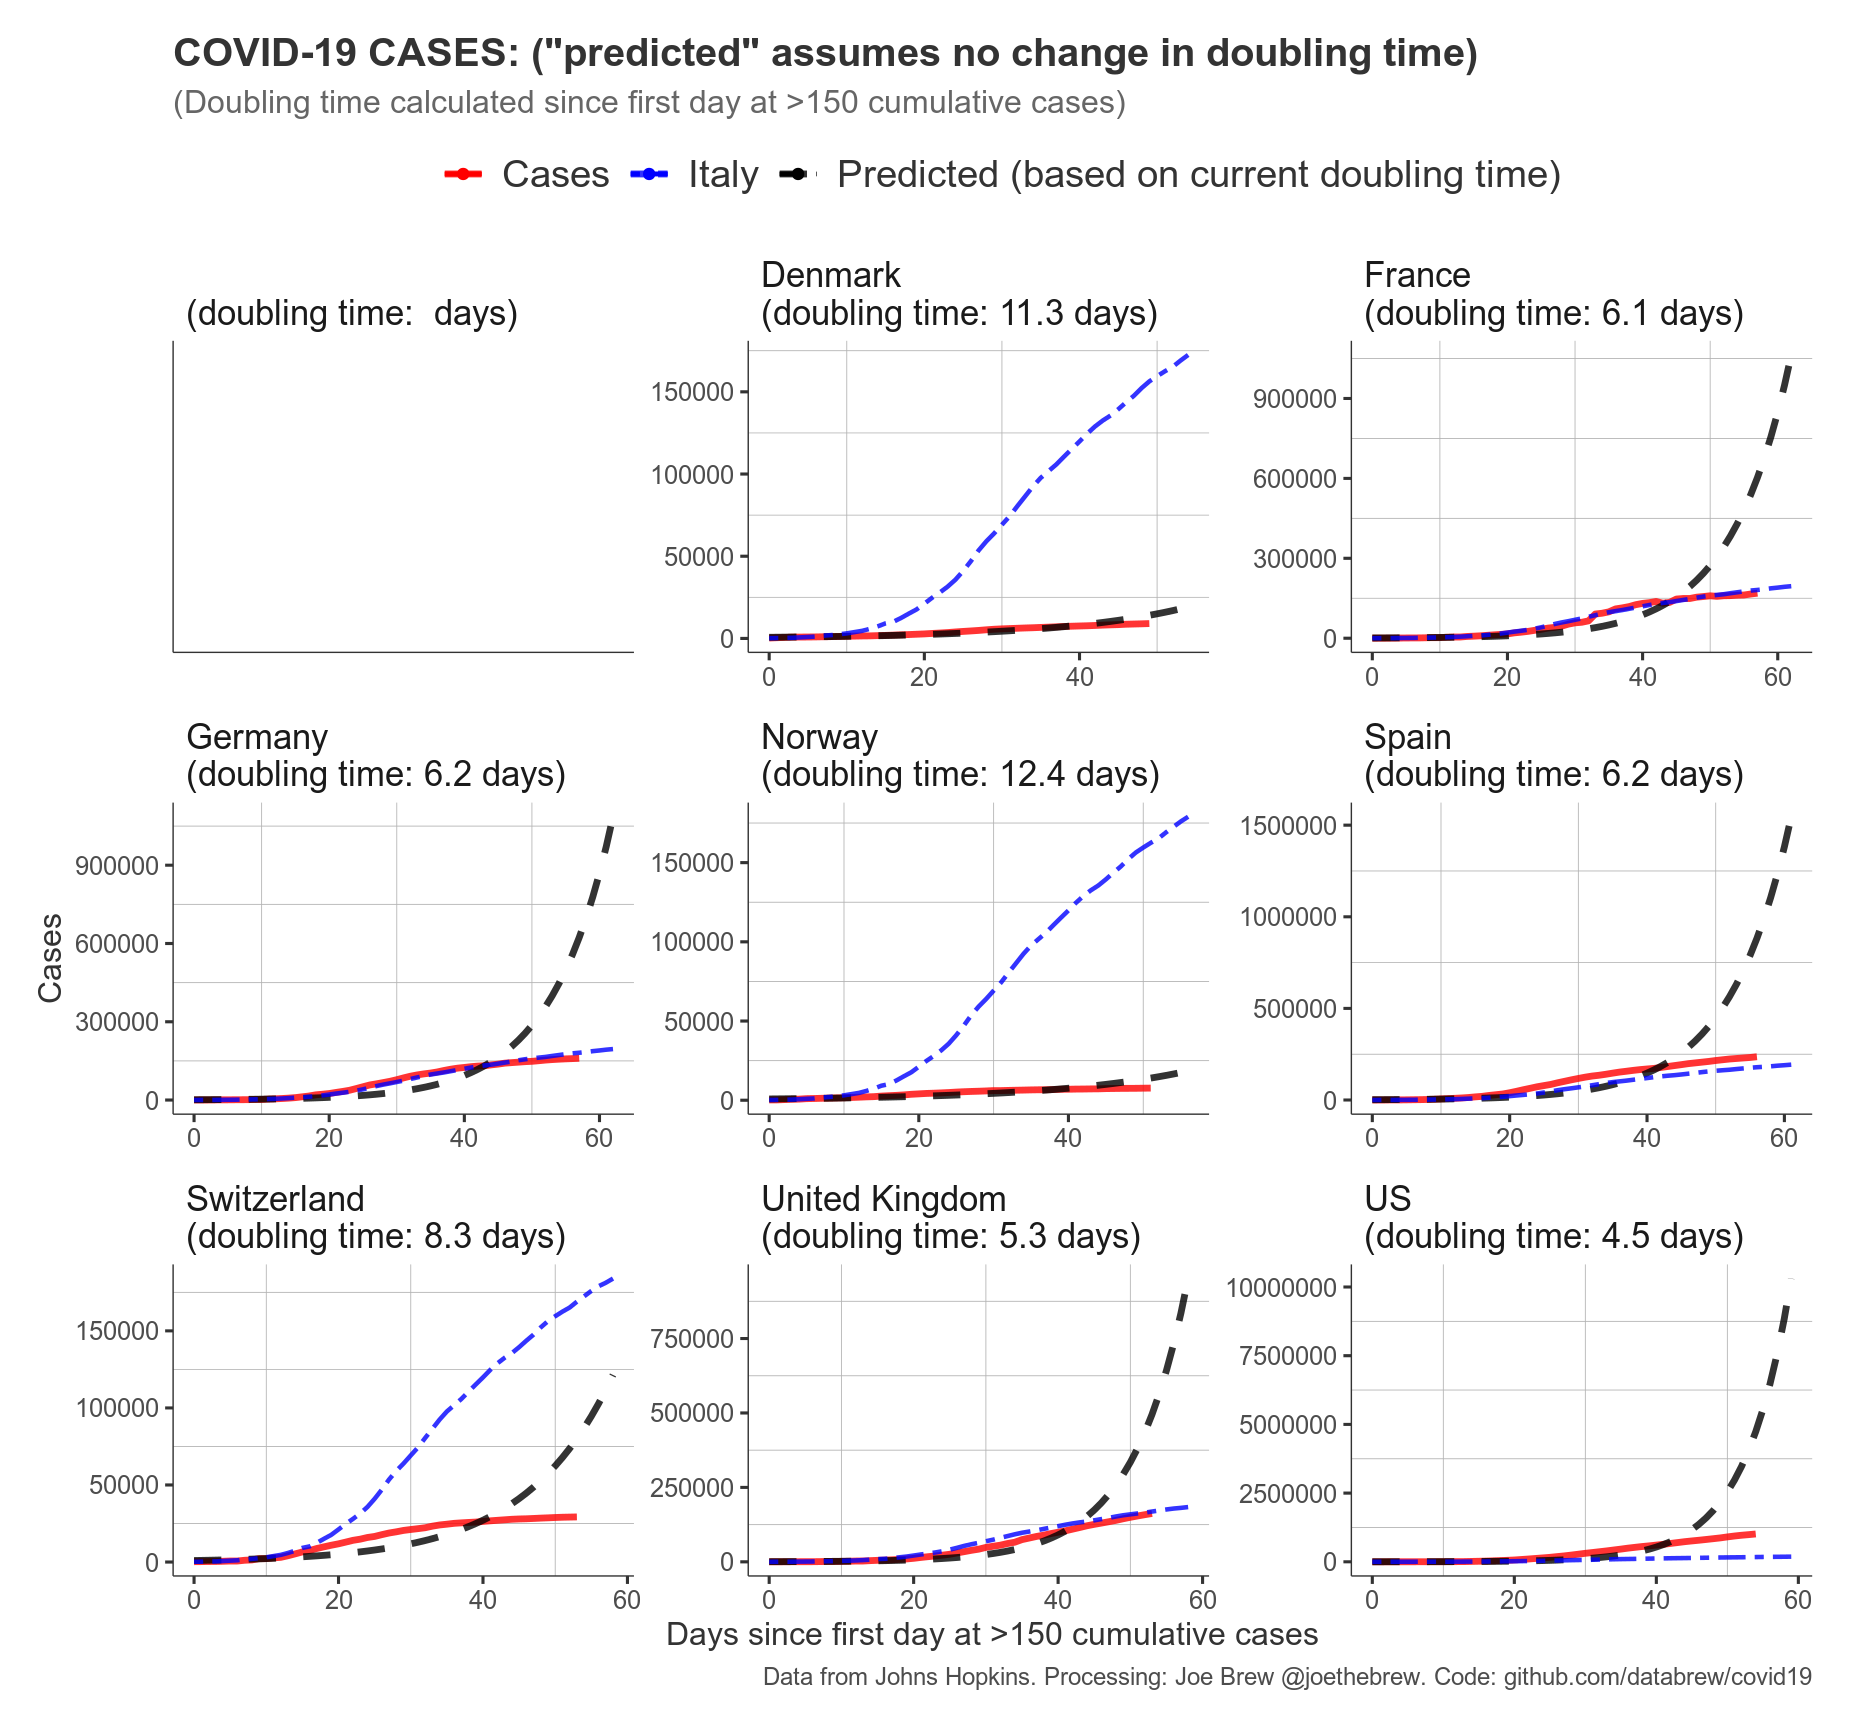 COVID-19 CASES: ("predicted" assumes no change in doubling time)
(Doubling time calculated since first day at >150 cumulative cases)
Cases Italy Predicted (based on current doubling time)
(doubling time:  days)
Denmark
(doubling time: 11.3 days)
150000
100000
50000
0
0 20 40
France
(doubling time: 6.1 days)
900000
600000
300000
0
0 20 40 60
Cases
Germany
(doubling time: 6.2 days)
900000
600000
300000
0
0 20 40 60
Norway
(doubling time: 12.4 days)
150000
100000
50000
0
0 20 40
Spain
(doubling time: 6.2 days)
1500000
1000000
500000
0
0 20 40 60
Switzerland
(doubling time: 8.3 days)
150000
100000
50000
0
0 20 40 60
United Kingdom
(doubling time: 5.3 days)
750000
500000
250000
0
0 20 40 60
US
(doubling time: 4.5 days)
10000000
7500000
5000000
2500000
0
0 20 40 60
Days since first day at >150 cumulative cases
Data from Johns Hopkins. Processing: Joe Brew @joethebrew. Code: github.com/databrew/covid19